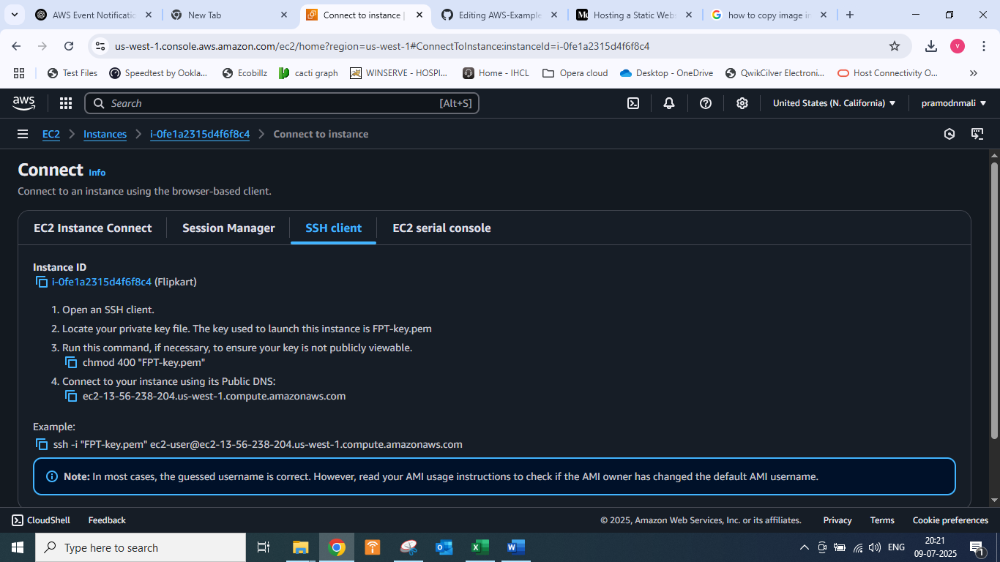 AWS Event Notificatio
New Tab
Connect to instance |
Editing AWS-Example
Hosting a Static Webs
how to copy image in
us-west-1.console.aws.amazon.com/ec2/home?region=us-west-1#ConnectToInstance:instanceId=i-0fe1a2315d4f6f8c4
V
Test Files
Speedtest by Ookla...
Ecobillz
cacti graph
WINSERVE - HOSPI...
Home - IHCL
Opera cloud
Desktop - OneDrive
QwikCilver Electroni...
Host Connectivity O...
aws
Search
[Alt+S]
United States (N. California)
pramodnmali
EC2
Instances
i-0fe1a2315d4f6f8c4
Connect to instance
Connect Info
Connect to an instance using the browser-based client.
EC2 Instance Connect
Session Manager
SSH client
EC2 serial console
Instance ID
i-0fe1a2315d4f6f8c4 (Flipkart)
1. Open an SSH client.
2. Locate your private key file. The key used to launch this instance is FPT-key.pem
3. Run this command, if necessary, to ensure your key is not publicly viewable.
chmod 400 "FPT-key.pem"
4. Connect to your instance using its Public DNS:
ec2-13-56-238-204.us-west-1.compute.amazonaws.com
Example:
ssh -i "FPT-key.pem" ec2-user@ec2-13-56-238-204.us-west-1.compute.amazonaws.com
Note: In most cases, the guessed username is correct. However, read your AMI usage instructions to check if the AMI owner has changed the default AMI username.
CloudShell
Feedback
© 2025, Amazon Web Services, Inc. or its affiliates.
Privacy
Terms
Cookie preferences
Type here to search
ENG
20:21
09-07-2025
1